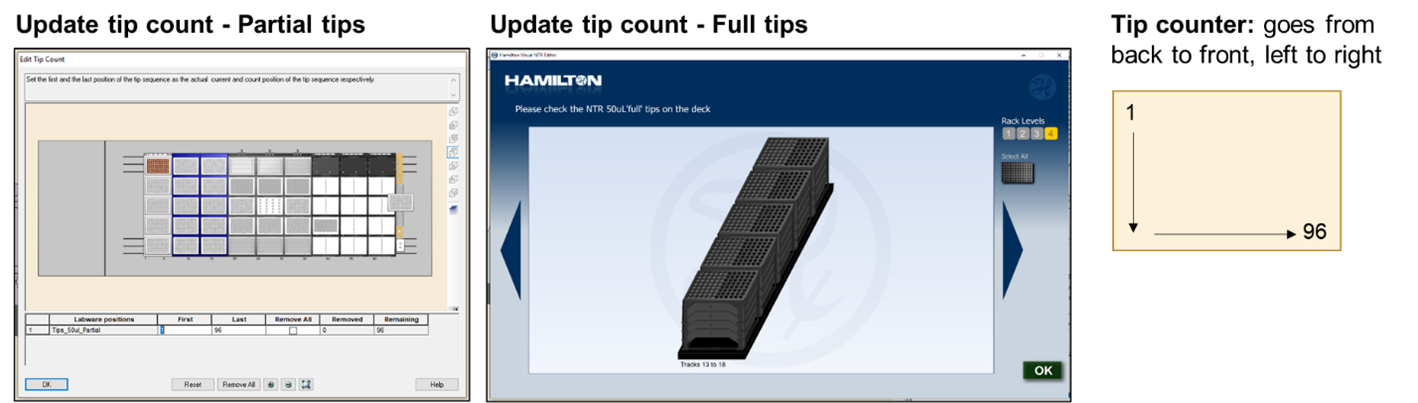 Update tip count - Partial tips
Edit Tip Count
Set the first and the last position of the tip sequence as the actual current and count position of the tip sequence respectively.
Labware positions First Last Remove All Removed Remaining
1 Tips_50ul_Partial 1 96 0 96
OK Reset Remove All Help
Update tip count - Full tips
Hamilton Visual NTR Editor
HAMILTON
Please check the NTR 50uL'full' tips on the deck
Rack Levels
1 2 3 4
Select All
Tracks 13 to 18
OK
Tip counter: goes from
back to front, left to right
1
96